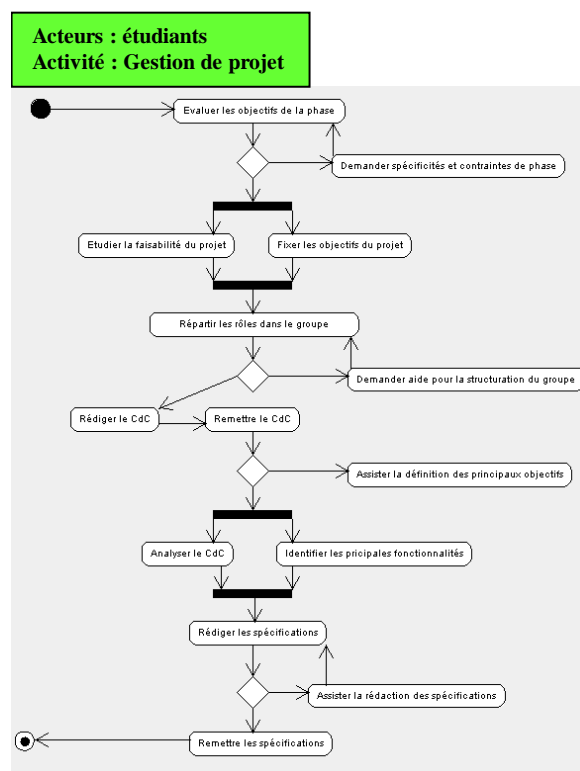 Acteurs : étudiants
Activité : Gestion de projet
Evaluer les objectifs de la phase
Demander spécificités et contraintes de phase
Etudier la faisabilité du projet
Fixer les objectifs du projet
Répartir les rôles dans le groupe
Demander aide pour la structuration du groupe
Rédiger le CdC
Remettre le CdC
Assister la définition des principaux objectifs
Analyser le CdC
Identifier les pricipales fonctionnalités
Rédiger les spécifications
Assister la rédaction des spécifications
Remettre les spécifications